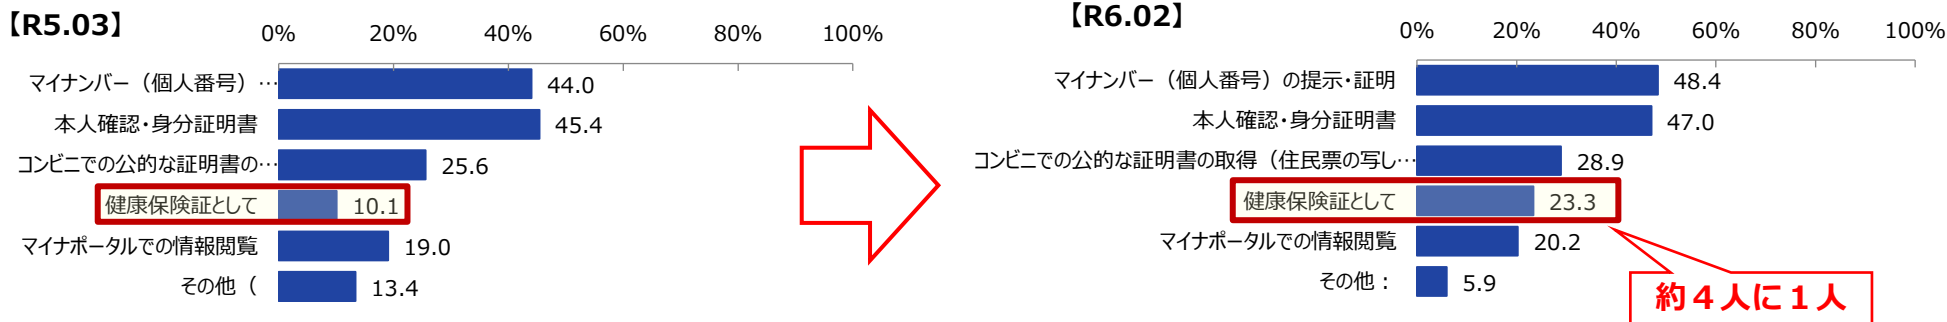 【R5.03】
0% 20% 40% 60% 80% 100%
マイナンバー（個人番号）… 44.0
本人確認・身分証明書 45.4
コンビニでの公的な証明書の… 25.6
健康保険証として 10.1
マイナポータルでの情報閲覧 19.0
その他（ 13.4
【R6.02】
0% 20% 40% 60% 80% 100%
マイナンバー（個人番号）の提示・証明 48.4
本人確認・身分証明書 47.0
コンビニでの公的な証明書の取得（住民票の写し… 28.9
健康保険証として 23.3
マイナポータルでの情報閲覧 20.2
その他： 5.9
約４人に１人